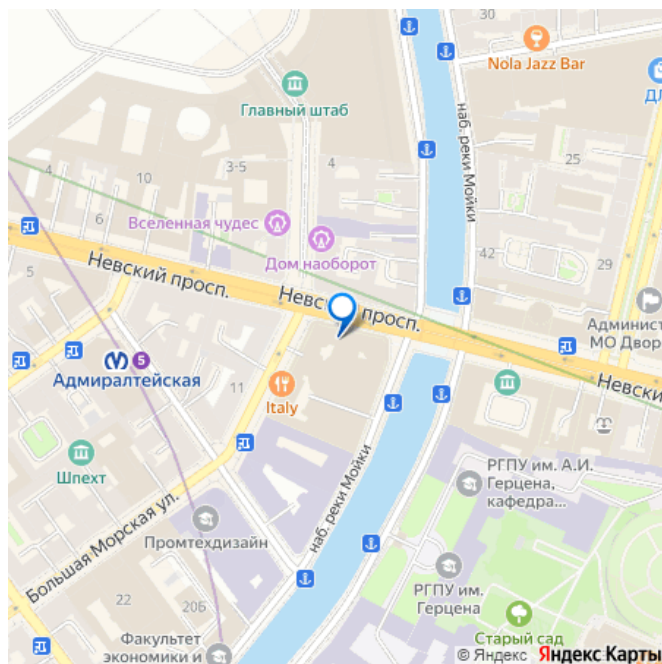 30
Nola Jazz Bar
ДЛ
Главный штаб
наб. реки Мойки
25
3-5
4
4
10
Вселенная чудес
6
Дом наоборот
42
29
5
Невский просп.
Невский просп.
Админист
МО Двор
5
Адмиралтейская
11
Italy
Невски
Шпехт
РГПУ им. А.И.
Герцена,
кафедра...
наб. реки Мойки
Большая Морская ул.
Промтехдизайн
РГПУ им.
Герцена
22
20Б
Старый сад
Факультет
экономики и
© Яндекс Яндекс Карты